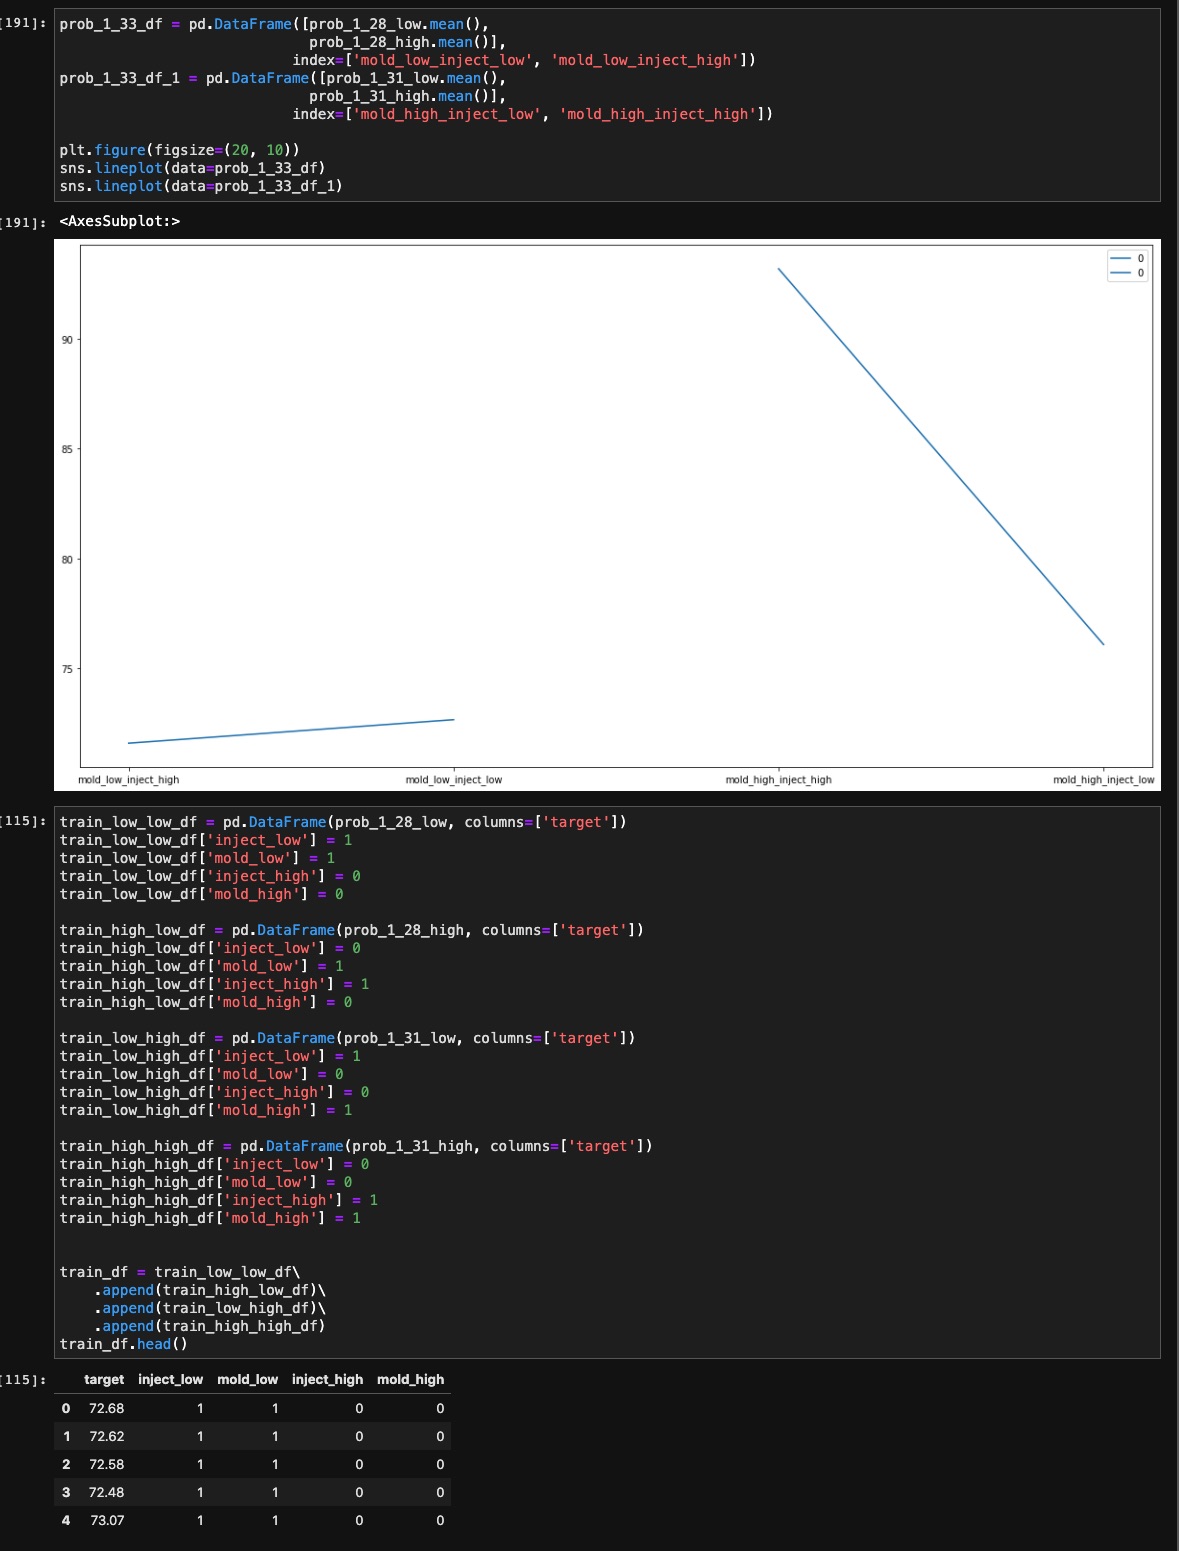 [191]: prob_1_33_df = pd.DataFrame([prob_1_28_low.mean(),
prob_1_28_high.mean()],
index=['mold_low_inject_low', 'mold_low_inject_high'])
prob_1_33_df_1 = pd.DataFrame([prob_1_31_low.mean(),
prob_1_31_high.mean()],
index=['mold_high_inject_low', 'mold_high_inject_high'])
plt.figure(figsize=(20, 10))
sns.lineplot(data=prob_1_33_df)
sns.lineplot(data=prob_1_33_df_1)
[191]: <AxesSubplot:>
0
0
90
85
80
75
mold_low_inject_high mold_low_inject_low mold_high_inject_high mold_high_inject_low
[115]: train_low_low_df = pd.DataFrame(prob_1_28_low, columns=['target'])
train_low_low_df['inject_low'] = 1
train_low_low_df['mold_low'] = 1
train_low_low_df['inject_high'] = 0
train_low_low_df['mold_high'] = 0
train_high_low_df = pd.DataFrame(prob_1_28_high, columns=['target'])
train_high_low_df['inject_low'] = 0
train_high_low_df['mold_low'] = 1
train_high_low_df['inject_high'] = 1
train_high_low_df['mold_high'] = 0
train_low_high_df = pd.DataFrame(prob_1_31_low, columns=['target'])
train_low_high_df['inject_low'] = 1
train_low_high_df['mold_low'] = 0
train_low_high_df['inject_high'] = 0
train_low_high_df['mold_high'] = 1
train_high_high_df = pd.DataFrame(prob_1_31_high, columns=['target'])
train_high_high_df['inject_low'] = 0
train_high_high_df['mold_low'] = 0
train_high_high_df['inject_high'] = 1
train_high_high_df['mold_high'] = 1
train_df = train_low_low_df\
.append(train_high_low_df)\
.append(train_low_high_df)\
.append(train_high_high_df)
train_df.head()
[115]: target inject_low mold_low inject_high mold_high
0 72.68 1 1 0 0
1 72.62 1 1 0 0
2 72.58 1 1 0 0
3 72.48 1 1 0 0
4 73.07 1 1 0 0